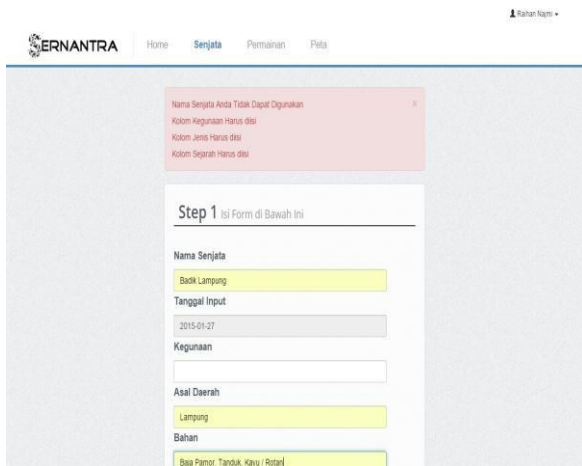 Raihan Najmi
SERNANTRA
Home Senjata Permainan Peta
Nama Senjata Anda Tidak Dapat Digunakan x
Kolom Kegunaan Harus diisi
Kolom Jenis Harus diisi
Kolom Sejarah Harus diisi
Step 1 Isi Form di Bawah Ini
Nama Senjata
Badik Lampung
Tanggal Input
2015-01-27
Kegunaan
Asal Daerah
Lampung
Bahan
Baja Pamor, Tanduk, Kayu / Rotan